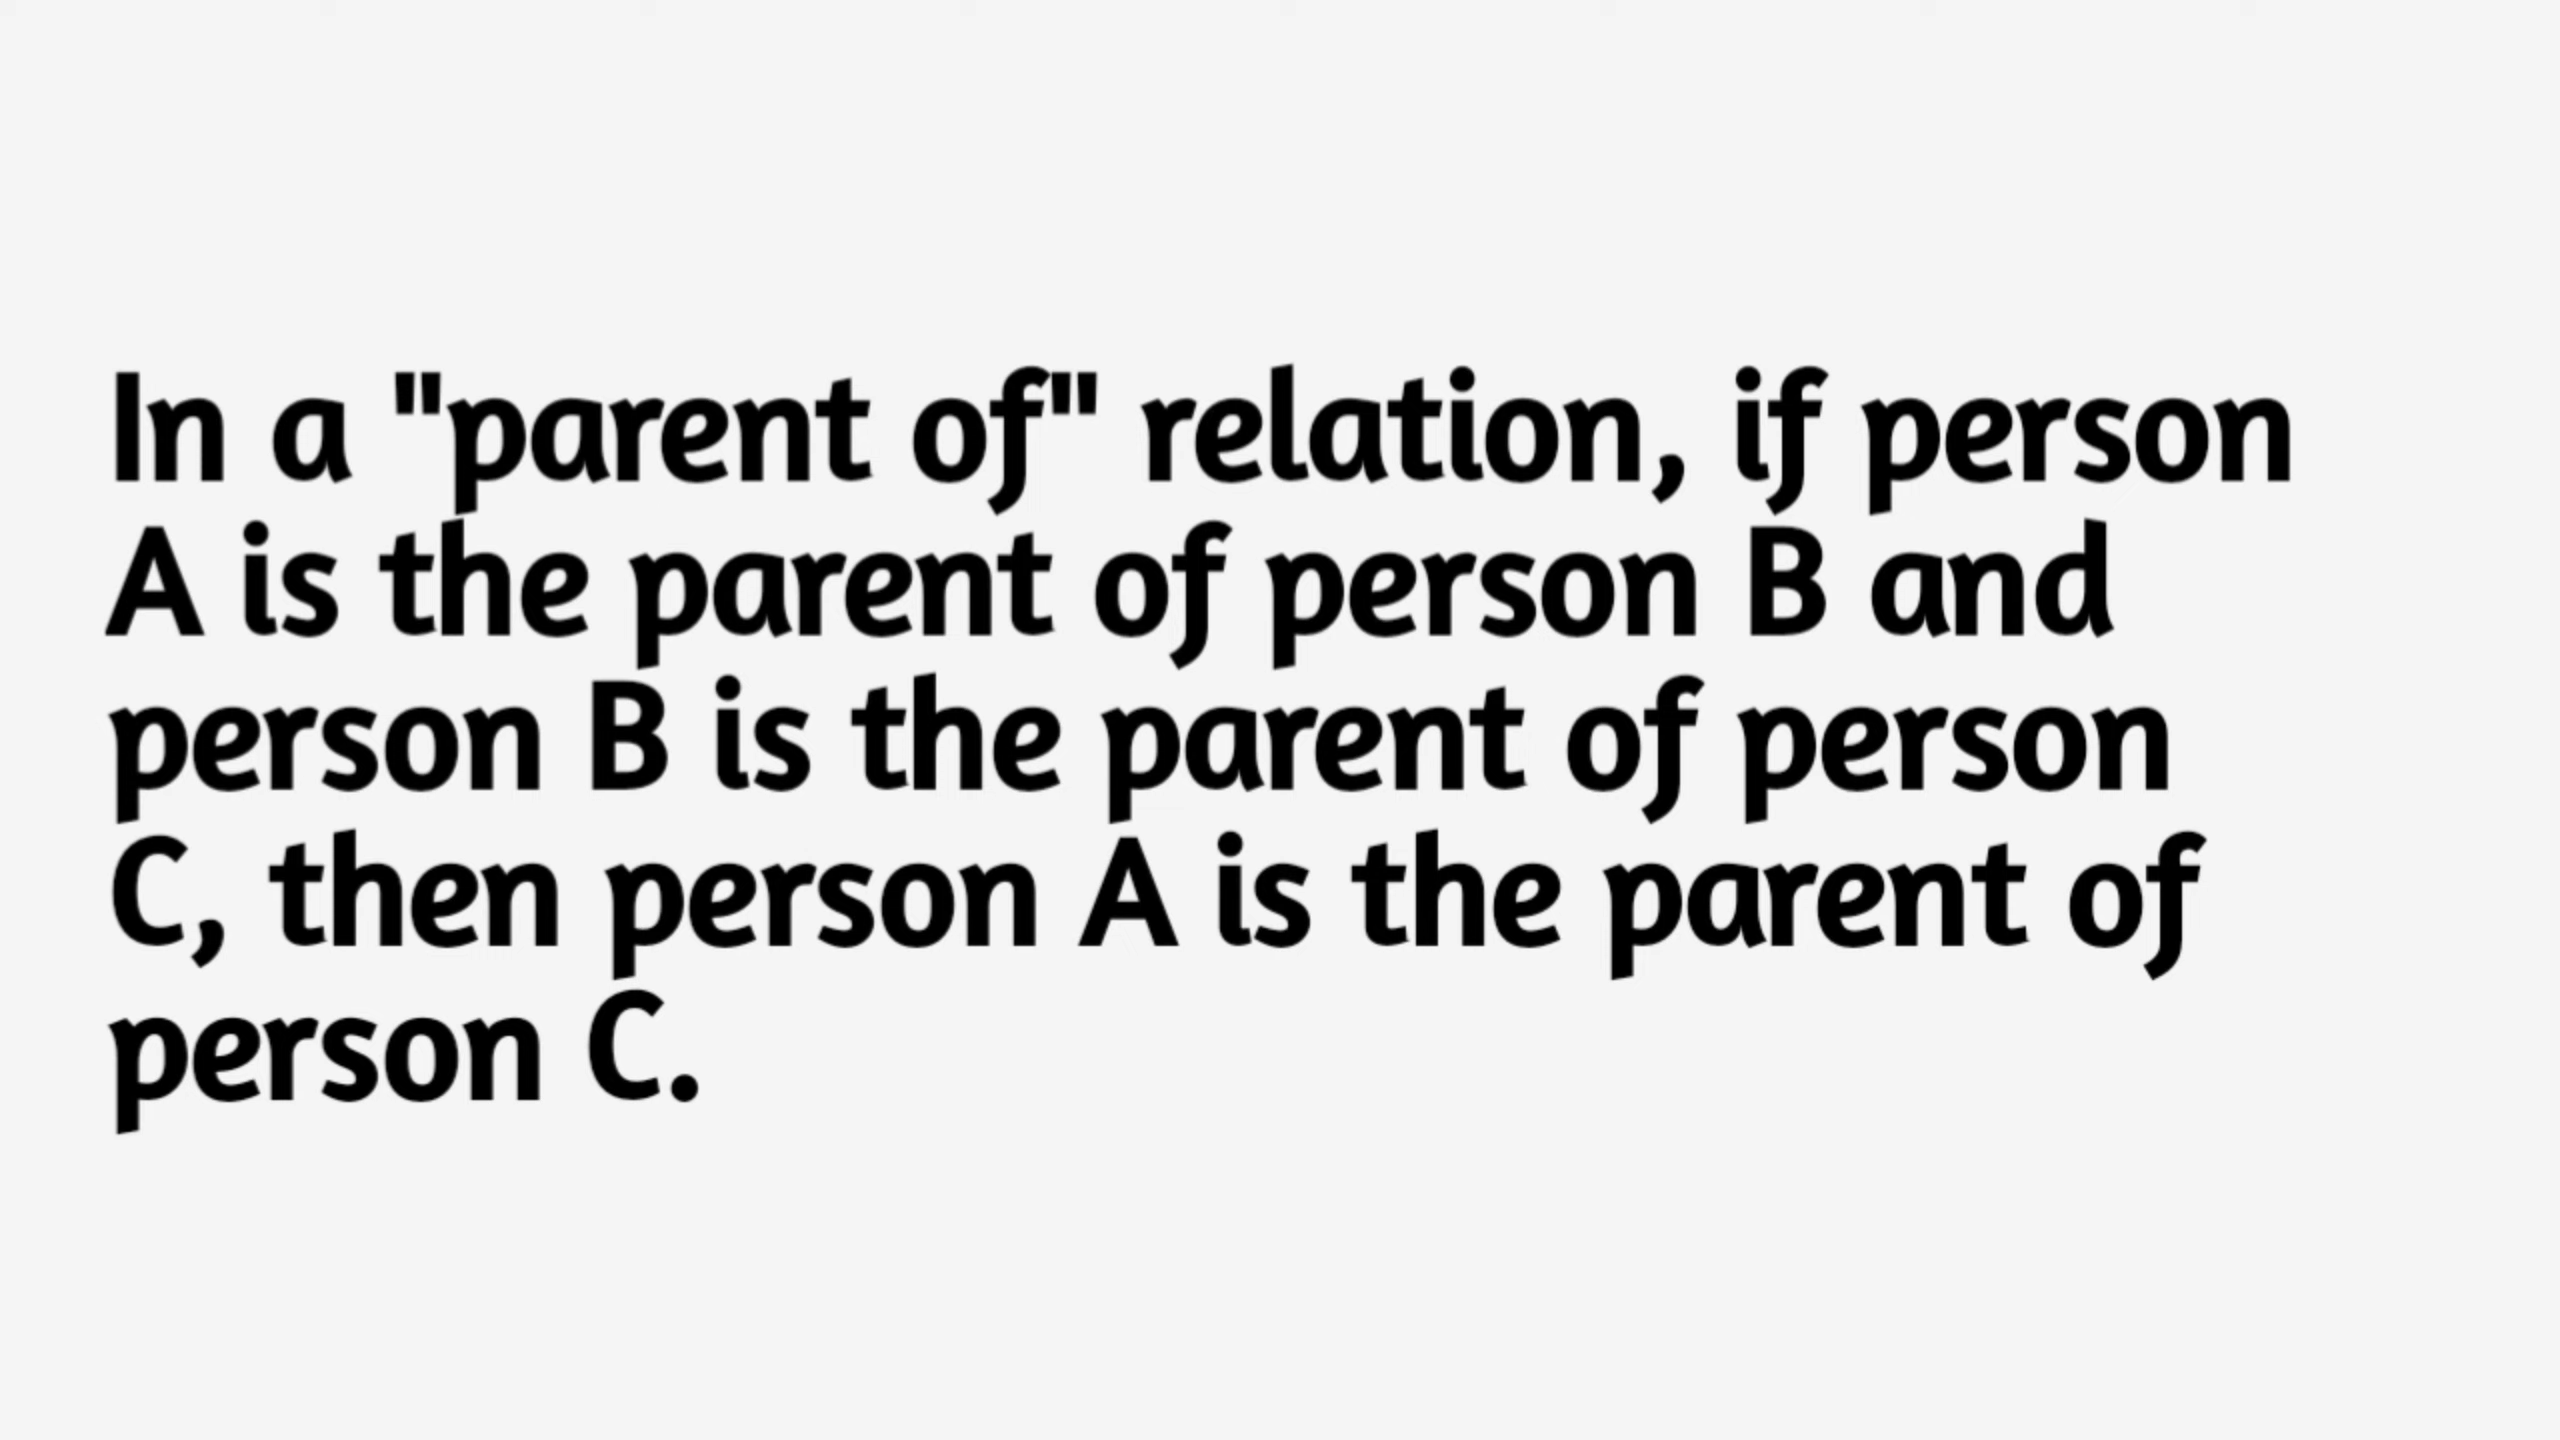 In a "parent of" relation, if person
A is the parent of person B and
person B is the parent of person
C, then person A is the parent of
person C.